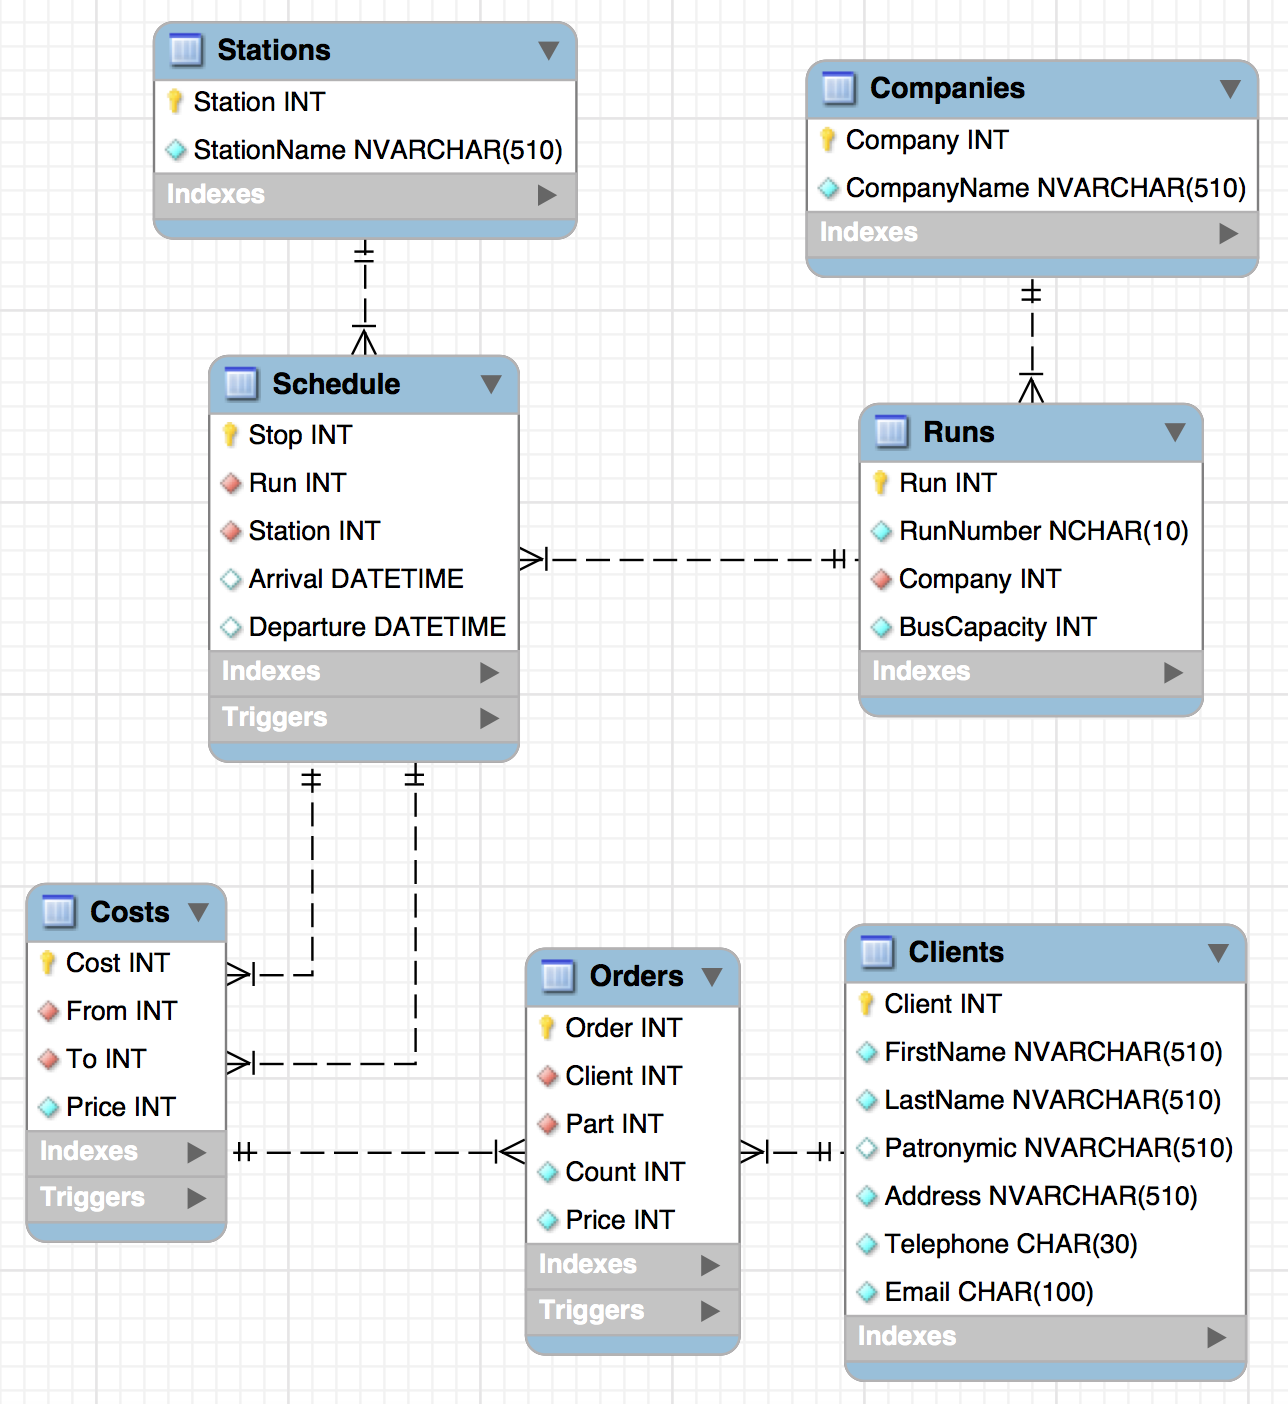 Stations
Station INT
StationName NVARCHAR(510)
Indexes
Companies
Company INT
CompanyName NVARCHAR(510)
Indexes
Schedule
Stop INT
Run INT
Station INT
Arrival DATETIME
Departure DATETIME
Indexes
Triggers
Runs
Run INT
RunNumber NCHAR(10)
Company INT
BusCapacity INT
Indexes
Costs
Cost INT
From INT
To INT
Price INT
Indexes
Triggers
Orders
Order INT
Client INT
Part INT
Count INT
Price INT
Indexes
Triggers
Clients
Client INT
FirstName NVARCHAR(510)
LastName NVARCHAR(510)
Patronymic NVARCHAR(510)
Address NVARCHAR(510)
Telephone CHAR(30)
Email CHAR(100)
Indexes